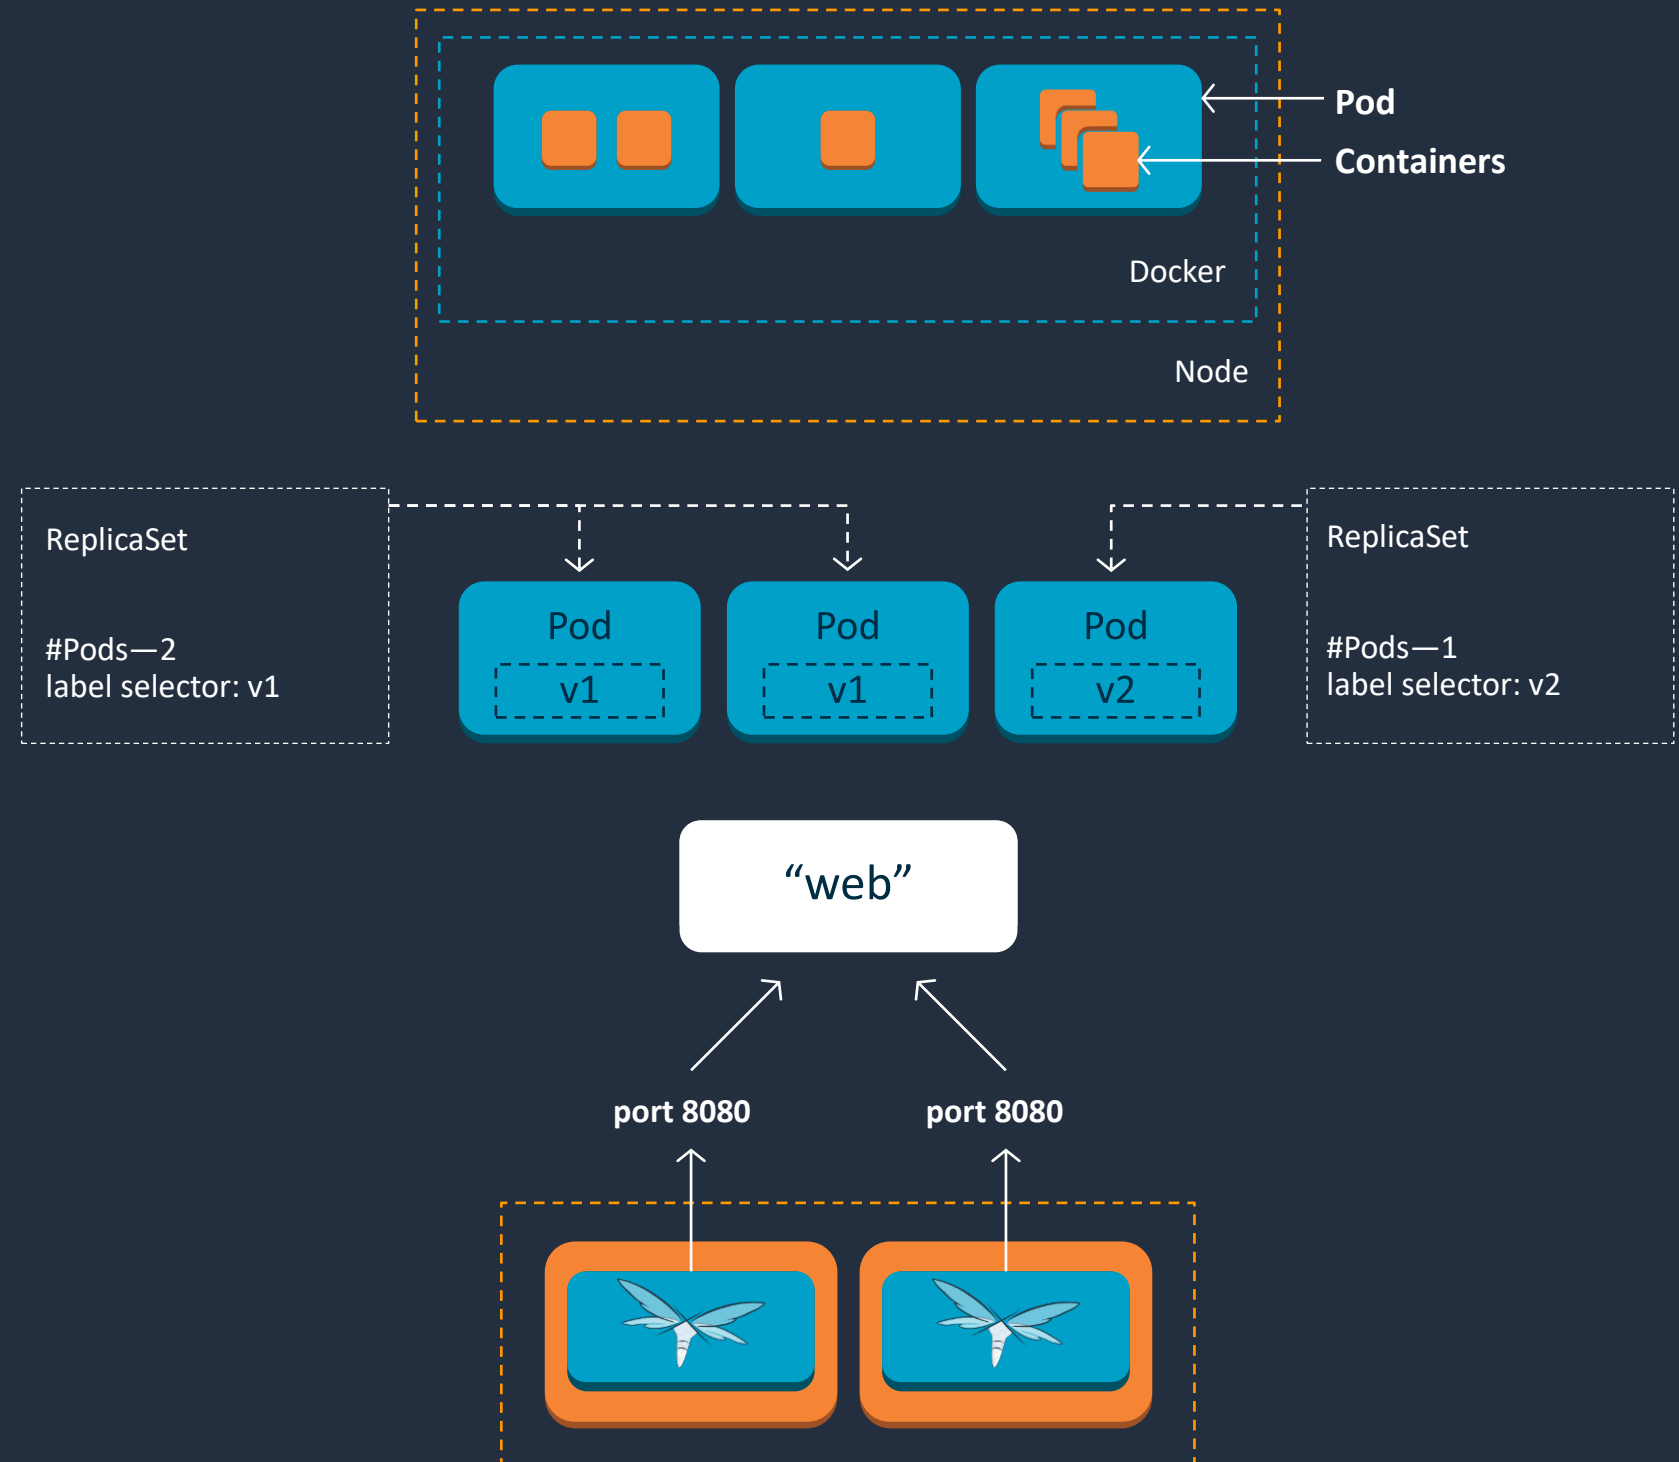 Pod
Containers
Docker
Node
ReplicaSet
#Pods—2
label selector: v1
Pod
v1
Pod
v1
Pod
v2
ReplicaSet
#Pods—1
label selector: v2
“web”
port 8080
port 8080